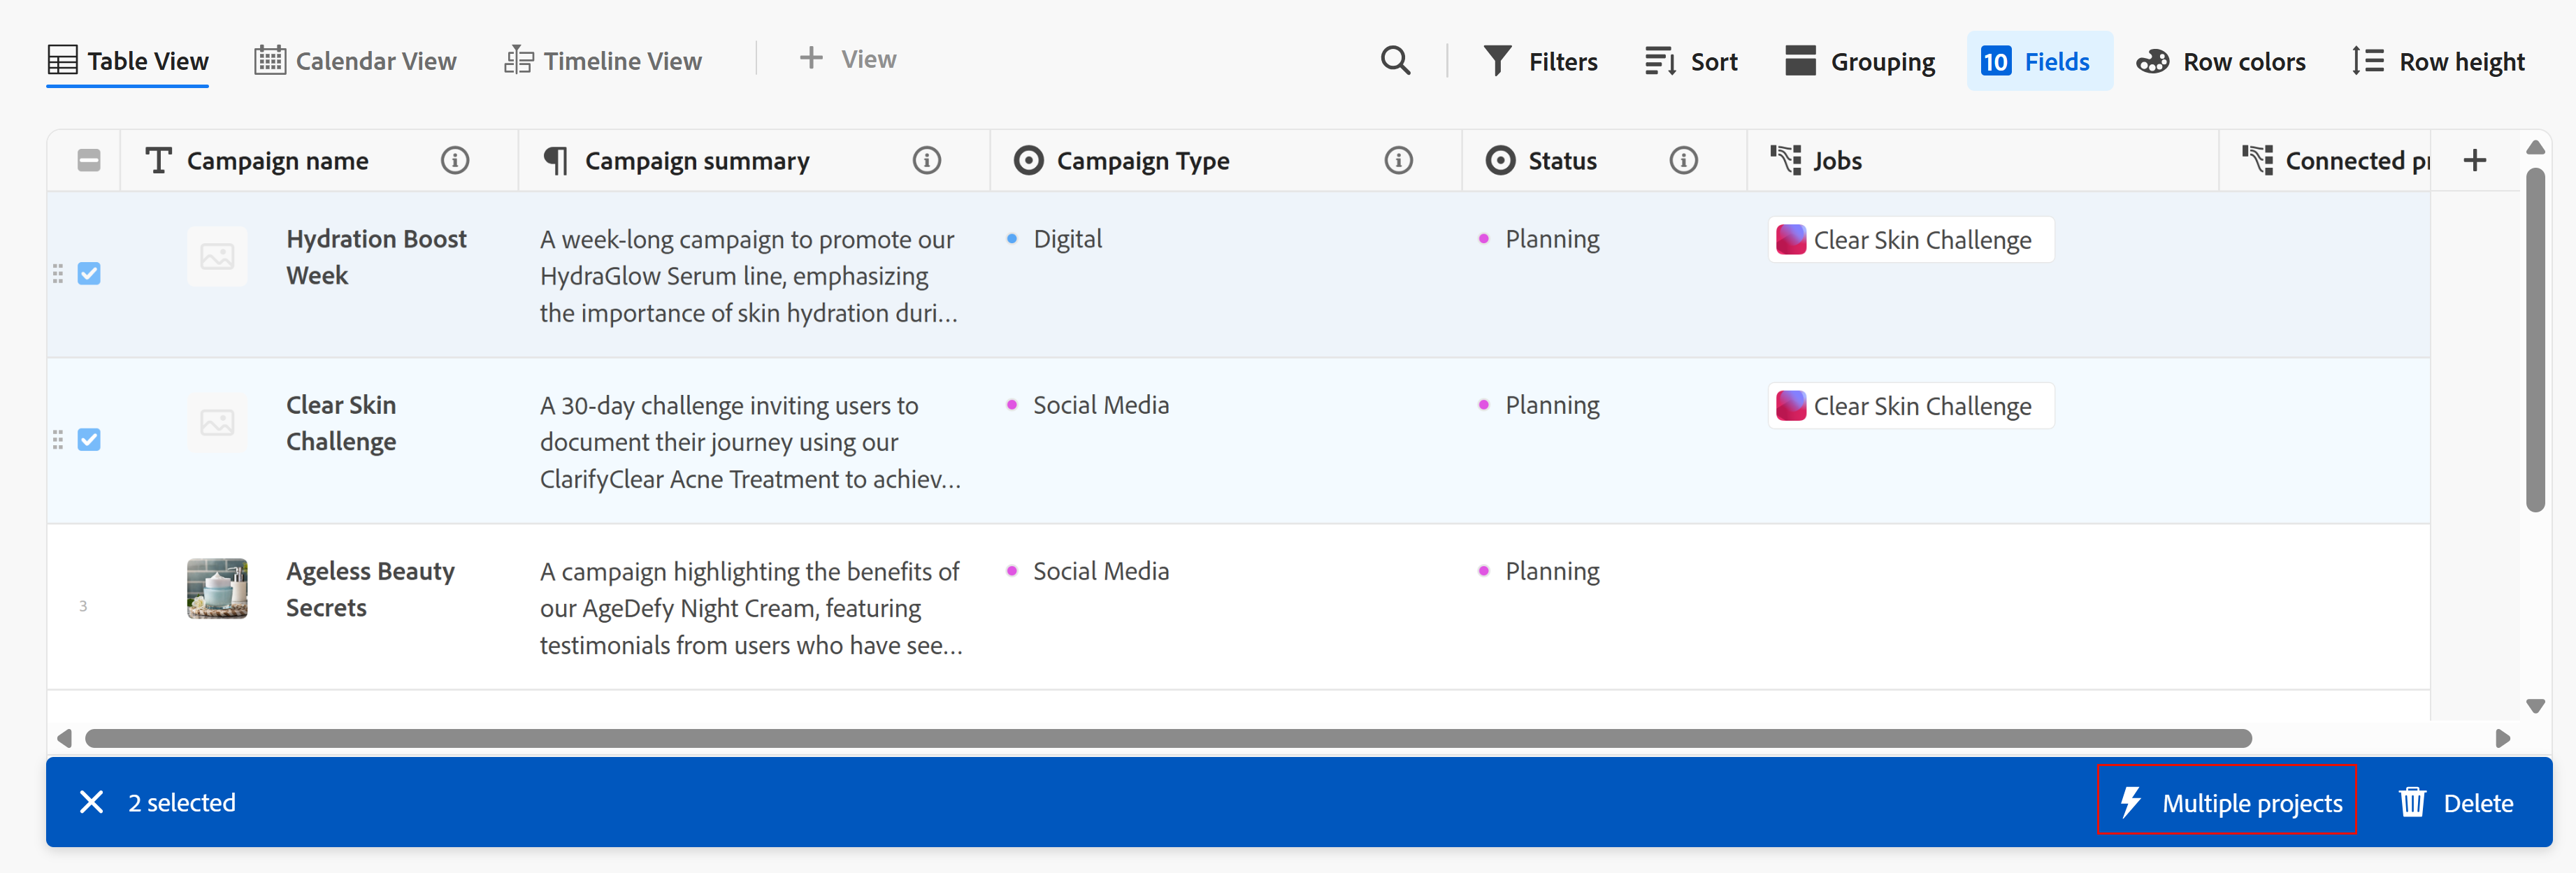 Table View Calendar View Timeline View View Filters Sort Grouping 10 Fields Row colors Row height
Campaign name Campaign summary Campaign Type Status Jobs Connected pr
Hydration Boost
Week
A week-long campaign to promote our
HydraGlow Serum line, emphasizing
the importance of skin hydration duri...
Digital
Planning
Clear Skin Challenge
Clear Skin
Challenge
A 30-day challenge inviting users to
document their journey using our
ClarifyClear Acne Treatment to achiev...
Social Media
Planning
Clear Skin Challenge
3
Ageless Beauty
Secrets
A campaign highlighting the benefits of
our AgeDefy Night Cream, featuring
testimonials from users who have see...
Social Media
Planning
2 selected Multiple projects Delete